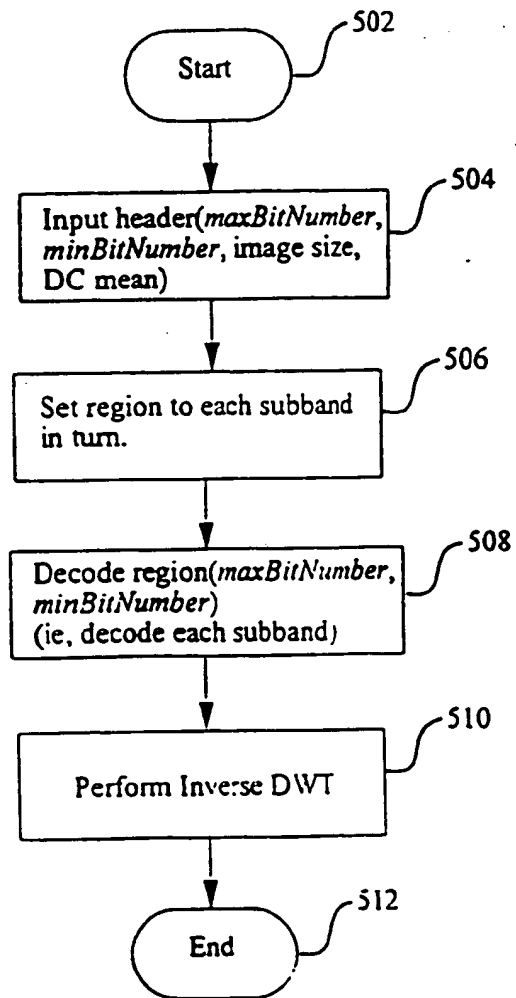 502
Start
504
Input header(maxBitNumber,
minBitNumber, image size,
DC mean)
506
Set region to each subband
in turn.
508
Decode region(maxBitNumber,
minBitNumber)
(ie, decode each subband)
510
Perform Inverse DWT
512
End